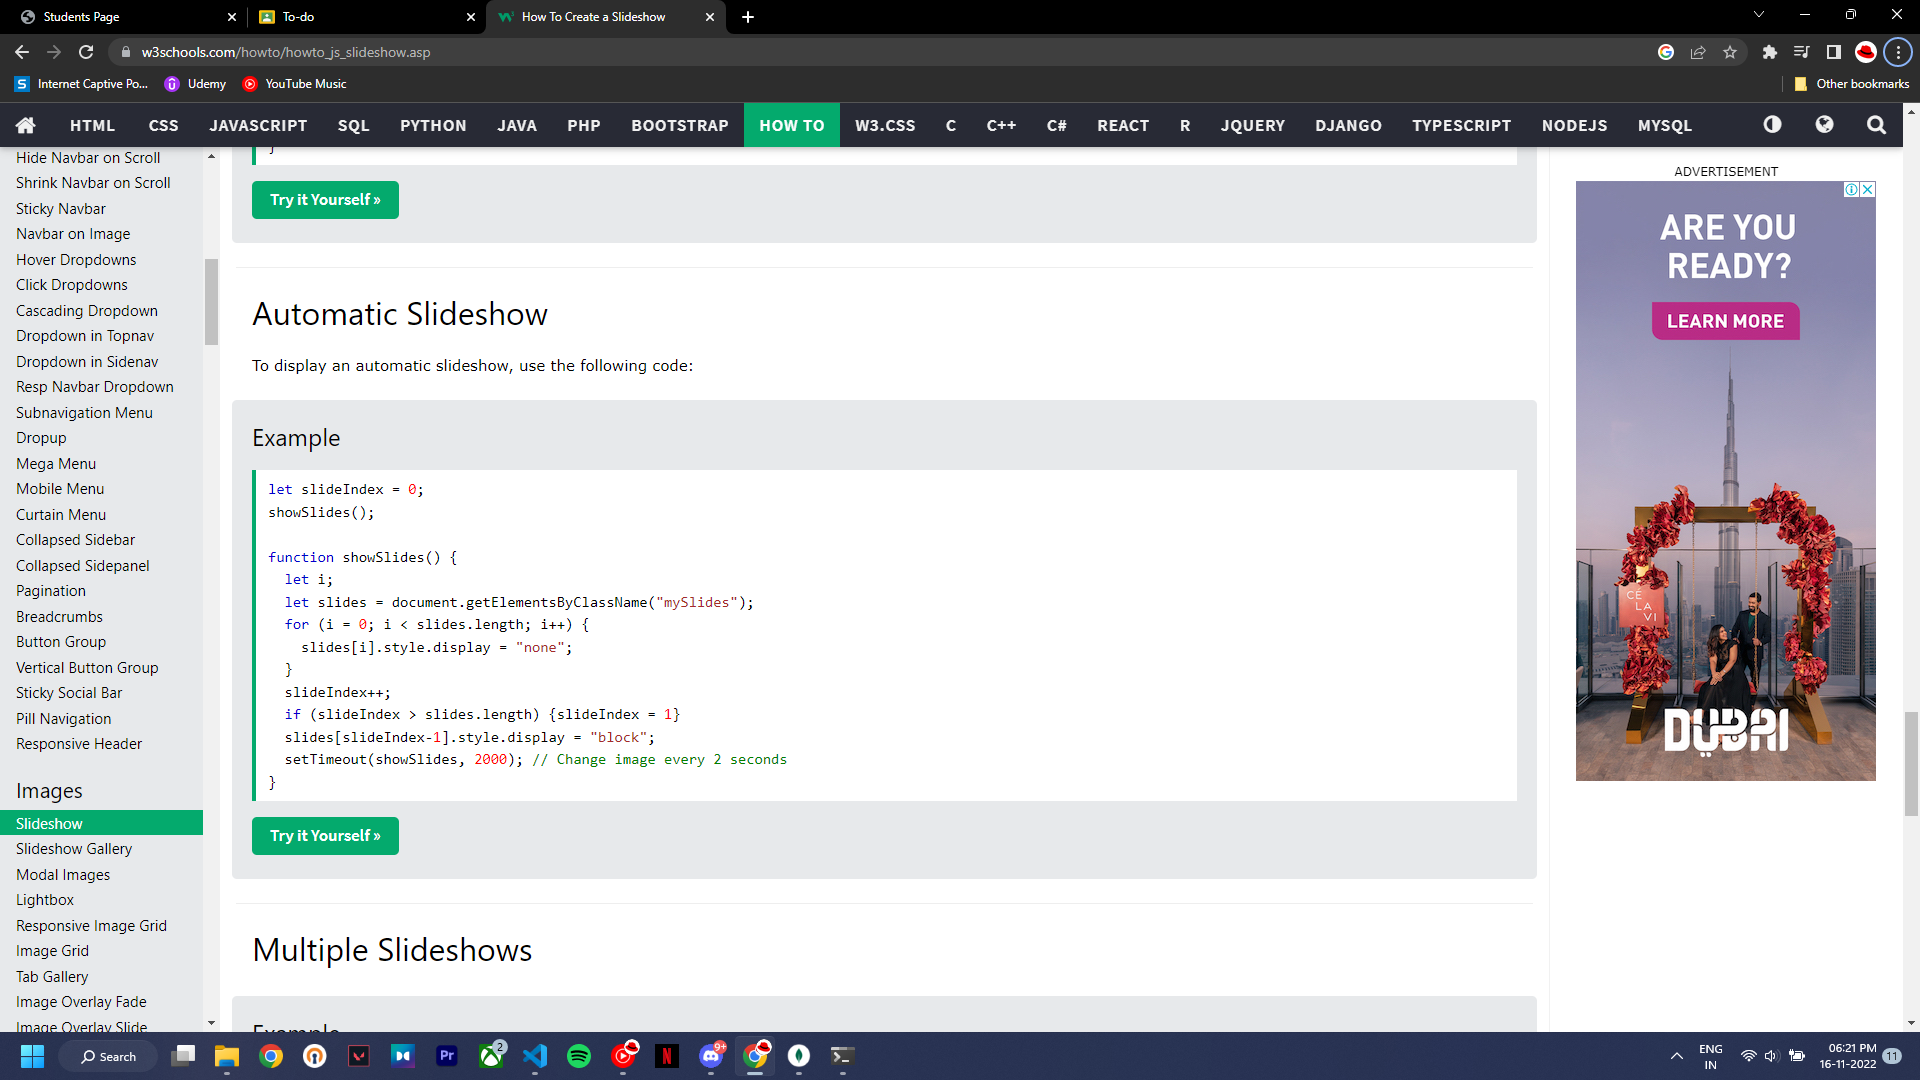 Students Page
To-do
How To Create a Slideshow
w3schools.com/howto/howto_js_slideshow.asp
Internet Captive Po...
Udemy
YouTube Music
Other bookmarks
HTML CSS JAVASCRIPT SQL PYTHON JAVA PHP BOOTSTRAP HOW TO W3.CSS C C++ C# REACT R JQUERY DJANGO TYPESCRIPT NODEJS MYSQL
Hide Navbar on Scroll
Shrink Navbar on Scroll
Sticky Navbar
Navbar on Image
Hover Dropdowns
Click Dropdowns
Cascading Dropdown
Dropdown in Topnav
Dropdown in Sidenav
Resp Navbar Dropdown
Subnavigation Menu
Dropup
Mega Menu
Mobile Menu
Curtain Menu
Collapsed Sidebar
Collapsed Sidepanel
Pagination
Breadcrumbs
Button Group
Vertical Button Group
Sticky Social Bar
Pill Navigation
Responsive Header
Images
Slideshow
Slideshow Gallery
Modal Images
Lightbox
Responsive Image Grid
Image Grid
Tab Gallery
Image Overlay Fade
Image Overlay Slide
}
Try it Yourself »
Automatic Slideshow
To display an automatic slideshow, use the following code:
Example
let slideIndex = 0;
showSlides();
function showSlides() {
let i;
let slides = document.getElementsByClassName("mySlides");
for (i = 0; i < slides.length; i++) {
slides[i].style.display = "none";
}
slideIndex++;
if (slideIndex > slides.length) {slideIndex = 1}
slides[slideIndex-1].style.display = "block";
setTimeout(showSlides, 2000); // Change image every 2 seconds
}
Try it Yourself »
Multiple Slideshows
Example
ADVERTISEMENT
ARE YOU
READY?
LEARN MORE
CÉ
LA
VI
DUBAI
Search
Pr
2
9+
ENG
IN
06:21 PM
16-11-2022
11